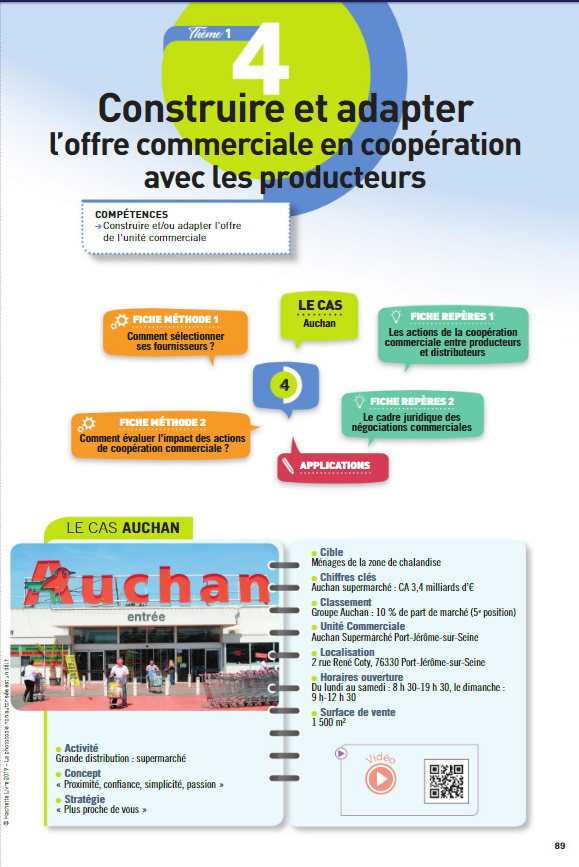 Thème 1
4
Construire et adapter
l'offre commerciale en coopération
avec les producteurs
COMPÉTENCES
→ Construire et/ou adapter l'offre
de l'unité commerciale
LE CAS
Auchan
FICHE MÉTHODE 1
Comment sélectionner
ses fournisseurs ?
FICHE REPÈRES 1
Les actions de la coopération
commerciale entre producteurs
et distributeurs
4
FICHE REPÈRES 2
Le cadre juridique des
négociations commerciales
FICHE MÉTHODE 2
Comment évaluer l'impact des actions
de coopération commerciale ?
APPLICATIONS
LE CAS AUCHAN
Auchan
entrée
• Activité
Grande distribution : supermarché
• Concept
« Proximité, confiance, simplicité, passion »
• Stratégie
« Plus proche de vous »
• Cible
Ménages de la zone de chalandise
• Chiffres clés
Auchan supermarché : CA 3,4 milliards d'€
• Classement
Groupe Auchan : 10 % de part de marché (5e position)
• Unité Commerciale
Auchan Supermarché Port-Jérôme-sur-Seine
• Localisation
2 rue René Coty, 76330 Port-Jérôme-sur-Seine
• Horaires ouverture
Du lundi au samedi : 8 h 30-19 h 30, le dimanche :
9 h-12 h 30
• Surface de vente
1 500 m²
Vidéo
© Hachette Livre 2019 – La photocopie non autorisée est un délit
89